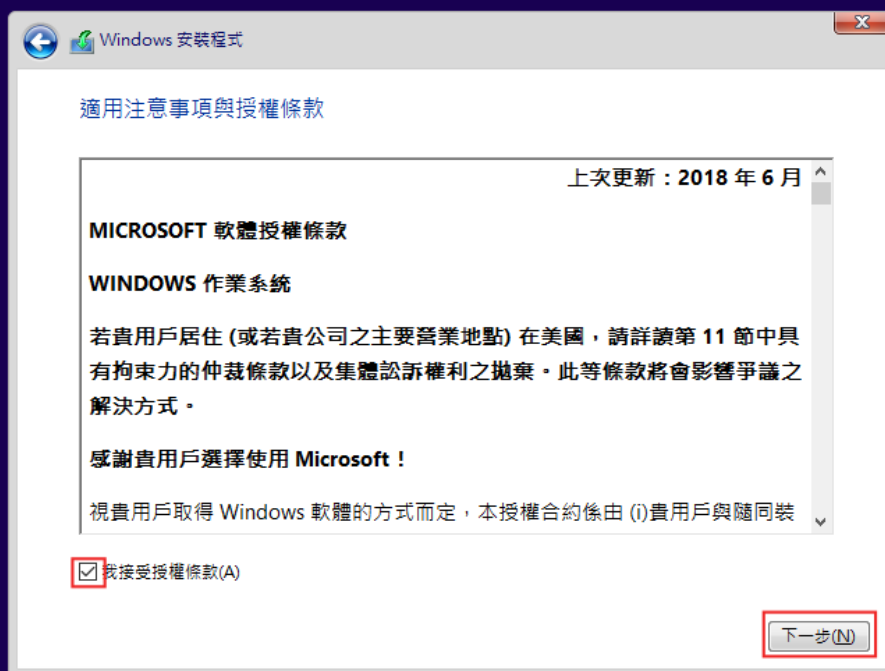 Windows 安裝程式
適用注意事項與授權條款
上次更新：2018 年 6 月
MICROSOFT 軟體授權條款
WINDOWS 作業系統
若貴用戶居住 (或若貴公司之主要營業地點) 在美國，請詳讀第 11 節中具
有拘束力的仲裁條款以及集體訟訴權利之拋棄。此等條款將會影響爭議之
解決方式。
感謝貴用戶選擇使用 Microsoft！
視貴用戶取得 Windows 軟體的方式而定，本授權合約係由 (i)貴用戶與隨同裝
我接受授權條款(A)
下一步(N)